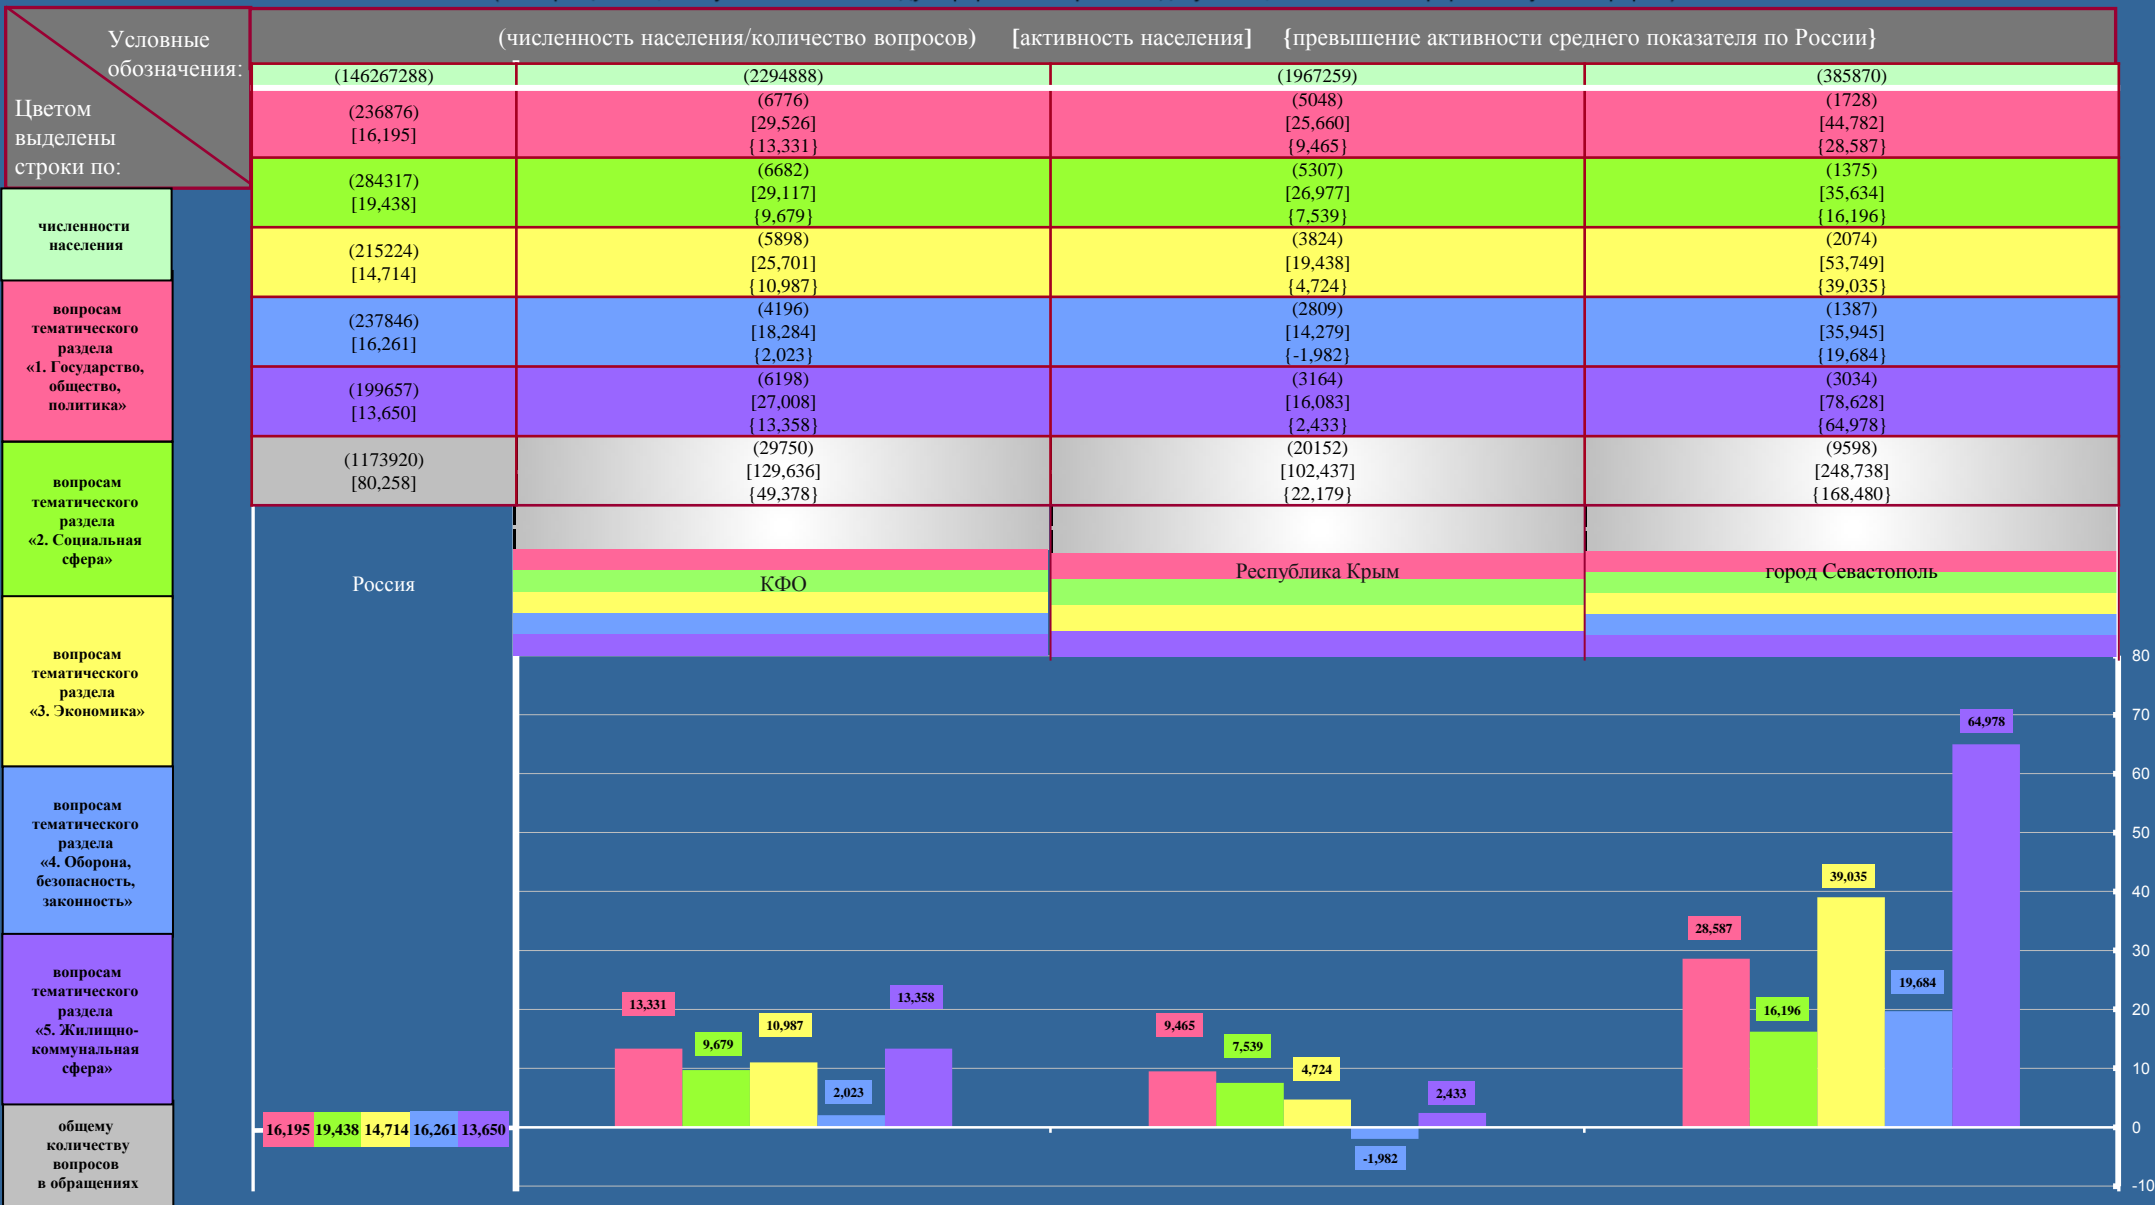 Условные
обозначения:
Цветом
выделены
строки по:
(численность населения/количество вопросов) [активность населения] {превышение активности среднего показателя по России}
(146267288) (2294888) (1967259) (385870)
(236876)
[16,195]
(6776)
[29,526]
{13,331}
(5048)
[25,660]
{9,465}
(1728)
[44,782]
{28,587}
(284317)
[19,438]
(6682)
[29,117]
{9,679}
(5307)
[26,977]
{7,539}
(1375)
[35,634]
{16,196}
(215224)
[14,714]
(5898)
[25,701]
{10,987}
(3824)
[19,438]
{4,724}
(2074)
[53,749]
{39,035}
(237846)
[16,261]
(4196)
[18,284]
{2,023}
(2809)
[14,279]
{-1,982}
(1387)
[35,945]
{19,684}
(199657)
[13,650]
(6198)
[27,008]
{13,358}
(3164)
[16,083]
{2,433}
(3034)
[78,628]
{64,978}
(1173920)
[80,258]
(29750)
[129,636]
{49,378}
(20152)
[102,437]
{22,179}
(9598)
[248,738]
{168,480}
численности
населения
вопросам
тематического
раздела
«1. Государство,
общество,
политика»
вопросам
тематического
раздела
«2. Социальная
сфера»
вопросам
тематического
раздела
«3. Экономика»
вопросам
тематического
раздела
«4. Оборона,
безопасность,
законность»
вопросам
тематического
раздела
«5. Жилищно-
коммунальная
сфера»
общему
количеству
вопросов
в обращениях
Россия
КФО
Республика Крым
город Севастополь
16,195 19,438 14,714 16,261 13,650
13,331
9,679
10,987
2,023
13,358
9,465
7,539
4,724
-1,982
2,433
28,587
16,196
39,035
19,684
64,978
80
70
60
50
40
30
20
10
0
-10